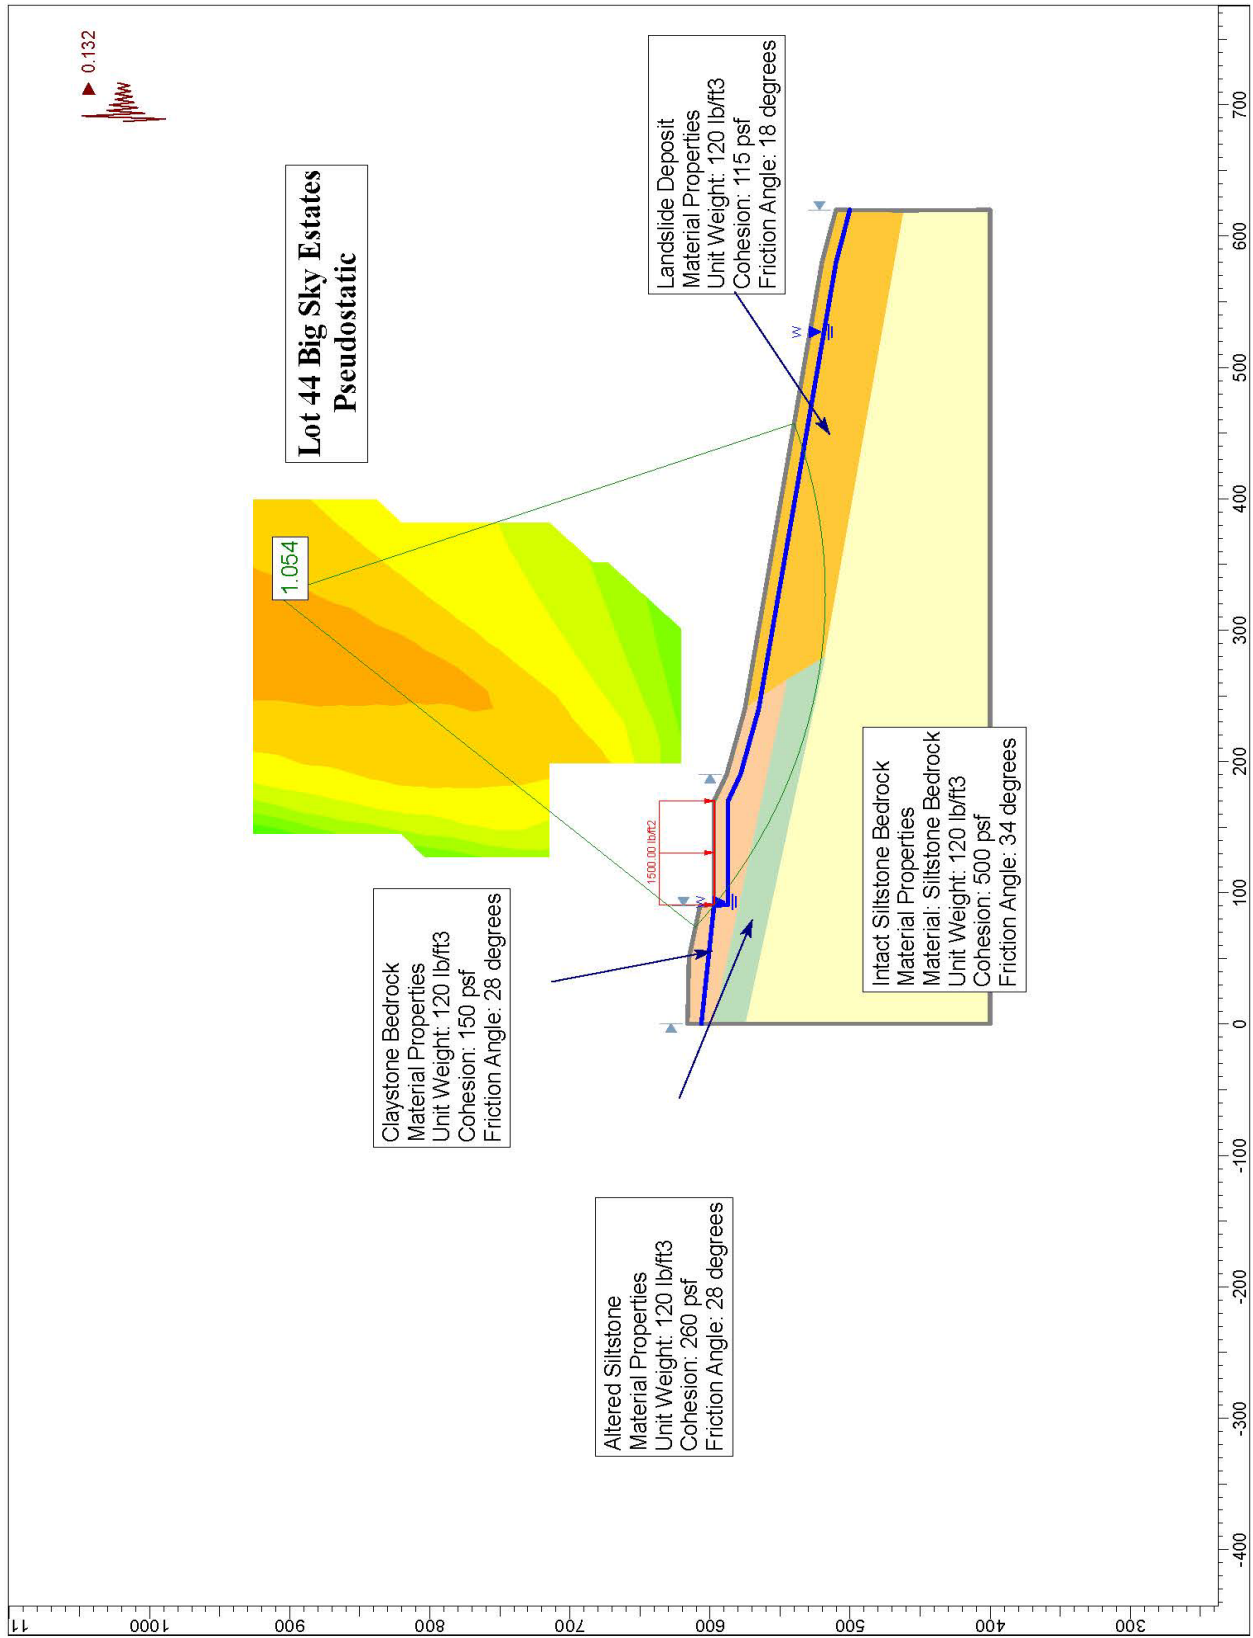 0.132
Lot 44 Big Sky Estates
Pseudostatic
1.054
Claystone Bedrock
Material Properties
Unit Weight: 120 lb/ft3
Cohesion: 150 psf
Friction Angle: 28 degrees
Landslide Deposit
Material Properties
Unit Weight: 120 lb/ft3
Cohesion: 115 psf
Friction Angle: 18 degrees
1500.00 lb/ft2
W
W
Altered Siltstone
Material Properties
Unit Weight: 120 lb/ft3
Cohesion: 260 psf
Friction Angle: 28 degrees
Intact Siltstone Bedrock
Material Properties
Material: Siltstone Bedrock
Unit Weight: 120 lb/ft3
Cohesion: 500 psf
Friction Angle: 34 degrees
11
1000
900
800
700
600
500
400
300
-400
-300
-200
-100
0
100
200
300
400
500
600
700